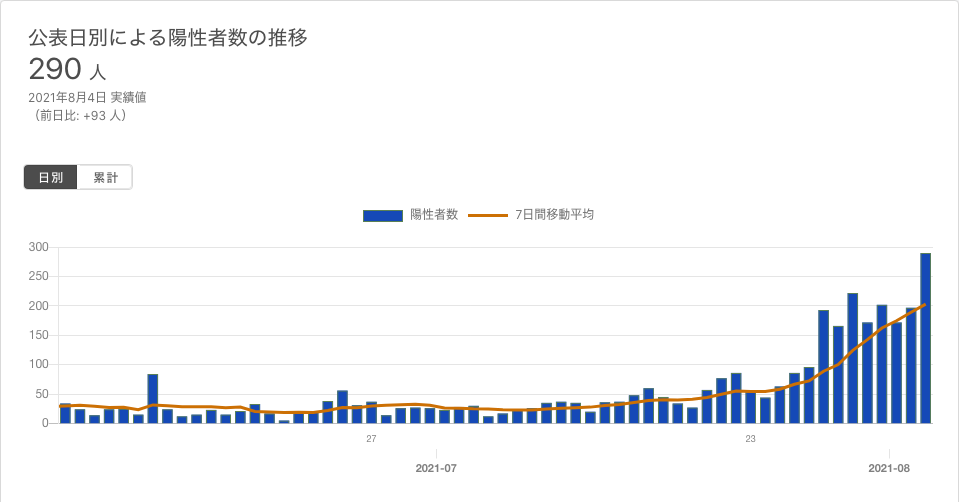 公表日別による陽性者数の推移
290 人
2021年8月4日 実績値
（前日比: +93 人）
日別 累計
陽性者数 7日間移動平均
300
250
200
150
100
50
0
27 23
2021-07 2021-08